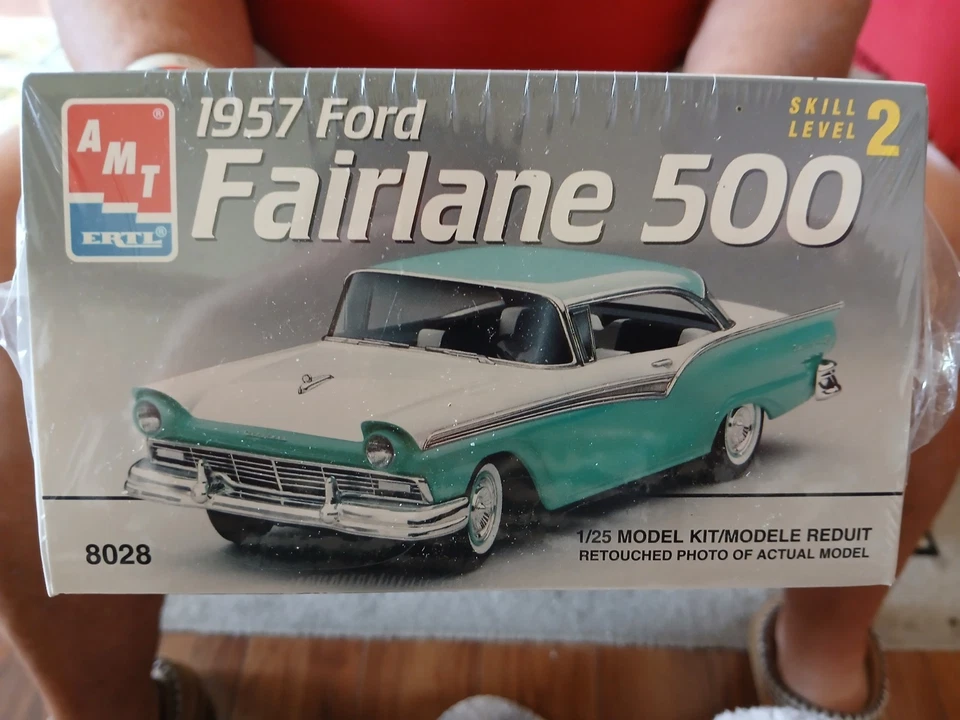 AMT®
ERTL®
1957 Ford
Fairlane 500
SKILL
LEVEL 2
8028
1/25 MODEL KIT/MODELE REDUIT
RETOUCHED PHOTO OF ACTUAL MODEL